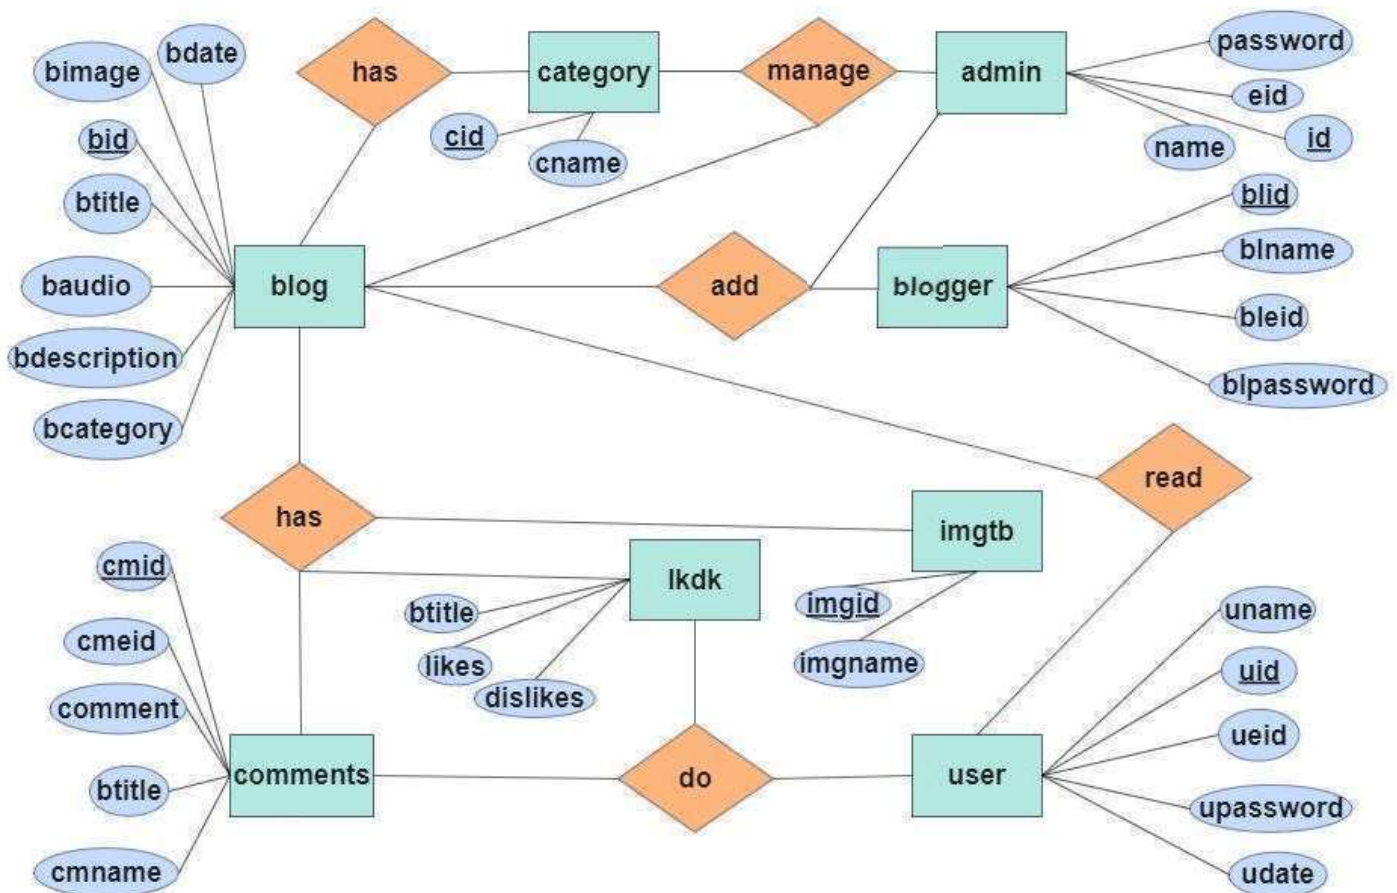 bdate
bimage
has
category
manage
admin
password
eid
id
name
bid
cid
cname
btitle
blid
blname
baudio
blog
add
blogger
bleid
bdescription
blpassword
bcategory
read
has
imgtb
cmid
lkdk
btitle
imgid
uname
cmeid
likes
imgname
uid
dislikes
comment
ueid
comments
do
user
btitle
upassword
cmname
udate